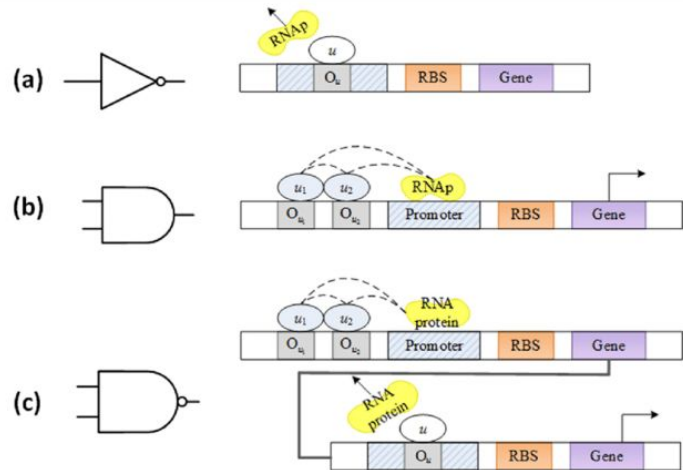 (a)
RNAp
u
Oᵤ
RBS
Gene
(b)
u₁
u₂
RNAp
Oᵤ₁
Oᵤ₂
Promoter
RBS
Gene
(c)
u₁
u₂
RNA
protein
Oᵤ₁
Oᵤ₂
Promoter
RBS
Gene
RNA
protein
u
Oᵤ
RBS
Gene